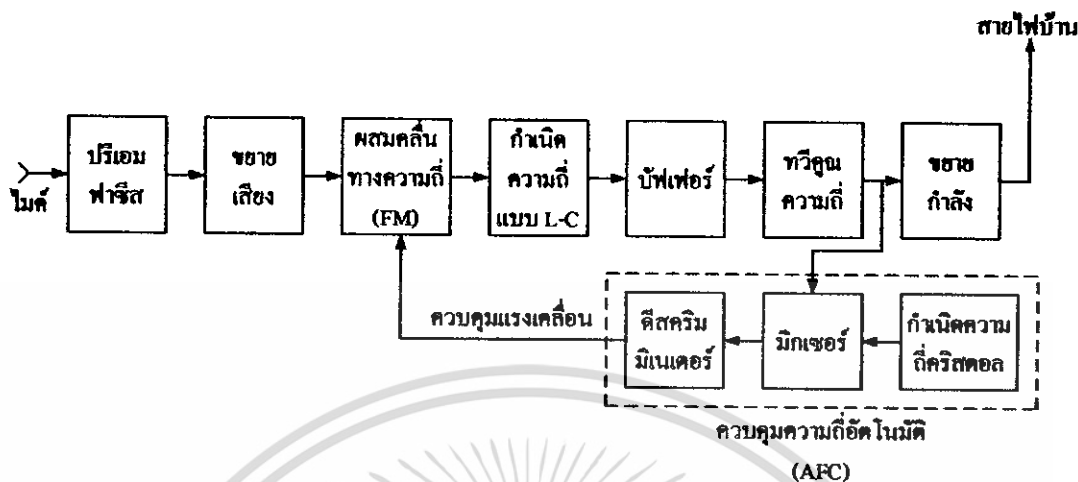 สายไฟบ้าน
ไมค์
ปรีเอม
ฟาซีส
ขยาย
เสียง
ผสมคลื่น
ทางความถี่
(FM)
กำเนิด
ความถี่
แบบ L-C
บัฟเฟอร์
ทวีคูณ
ความถี่
ขยาย
กำลัง
ควบคุมแรงเคลื่อน
ดีสคริม
มิเนเตอร์
มิกเซอร์
กำเนิดความ
ถี่คริสตอล
ควบคุมความถี่อัตโนมัติ
(AFC)